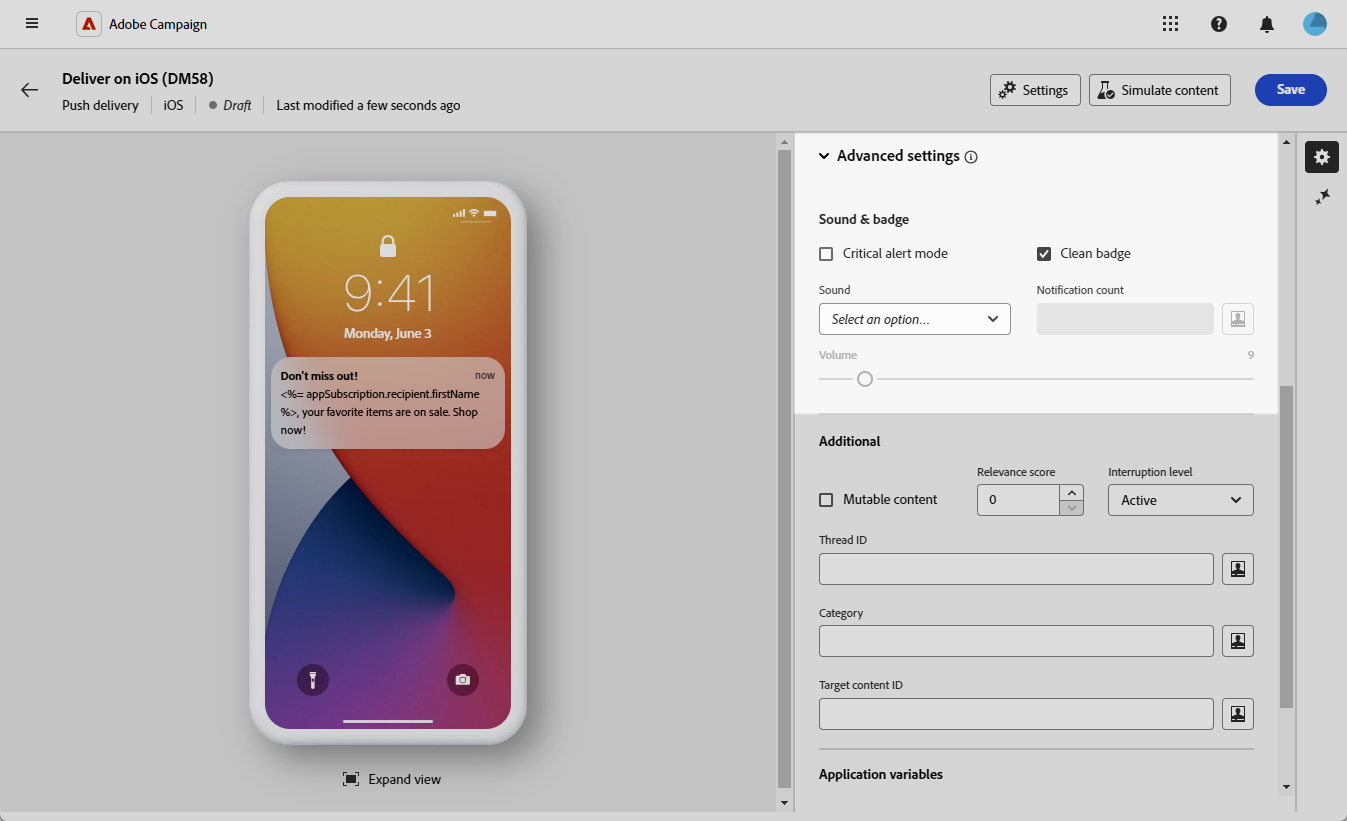 Adobe Campaign
Deliver on iOS (DM58)
Push delivery
iOS
Draft
Last modified a few seconds ago
Settings
Simulate content
Save
9:41
Monday, June 3
Don't miss out!
now
<%= appSubscription.recipient.firstName
%>, your favorite items are on sale. Shop
now!
Expand view
Advanced settings
Sound & badge
Critical alert mode
Clean badge
Sound
Notification count
Select an option...
Volume
9
Additional
Relevance score
Interruption level
Mutable content
0
Active
Thread ID
Category
Target content ID
Application variables